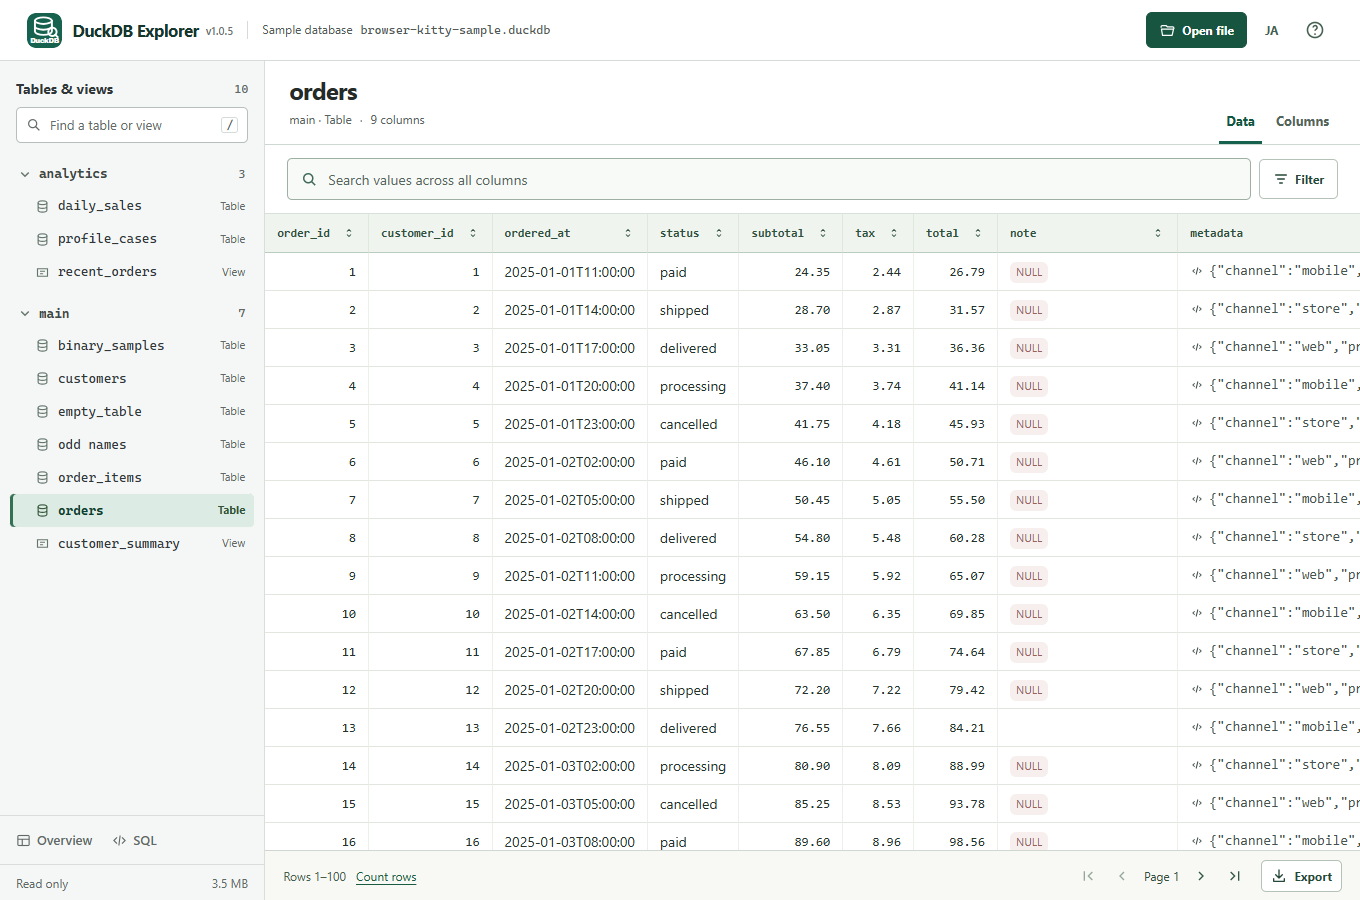 DuckDB
DuckDB Explorer v1.0.5 Sample database browser-kitty-sample.duckdb Open file JA
Tables & views 10
Find a table or view /
analytics 3
daily_sales Table
profile_cases Table
recent_orders View
main 7
binary_samples Table
customers Table
empty_table Table
odd names Table
order_items Table
orders Table
customer_summary View
Overview SQL
Read only 3.5 MB
orders
main · Table · 9 columns
Data Columns
Search values across all columns Filter
order_id customer_id ordered_at status subtotal tax total note metadata
1 1 2025-01-01T11:00:00 paid 24.35 2.44 26.79 NULL {"channel":"mobile",
2 2 2025-01-01T14:00:00 shipped 28.70 2.87 31.57 NULL {"channel":"store","
3 3 2025-01-01T17:00:00 delivered 33.05 3.31 36.36 NULL {"channel":"web","pr
4 4 2025-01-01T20:00:00 processing 37.40 3.74 41.14 NULL {"channel":"mobile",
5 5 2025-01-01T23:00:00 cancelled 41.75 4.18 45.93 NULL {"channel":"store","
6 6 2025-01-02T02:00:00 paid 46.10 4.61 50.71 NULL {"channel":"web","pr
7 7 2025-01-02T05:00:00 shipped 50.45 5.05 55.50 NULL {"channel":"mobile",
8 8 2025-01-02T08:00:00 delivered 54.80 5.48 60.28 NULL {"channel":"store","
9 9 2025-01-02T11:00:00 processing 59.15 5.92 65.07 NULL {"channel":"web","pr
10 10 2025-01-02T14:00:00 cancelled 63.50 6.35 69.85 NULL {"channel":"mobile",
11 11 2025-01-02T17:00:00 paid 67.85 6.79 74.64 NULL {"channel":"store","
12 12 2025-01-02T20:00:00 shipped 72.20 7.22 79.42 NULL {"channel":"web","pr
13 13 2025-01-02T23:00:00 delivered 76.55 7.66 84.21 {"channel":"mobile",
14 14 2025-01-03T02:00:00 processing 80.90 8.09 88.99 NULL {"channel":"store","
15 15 2025-01-03T05:00:00 cancelled 85.25 8.53 93.78 NULL {"channel":"web","pr
16 16 2025-01-03T08:00:00 paid 89.60 8.96 98.56 NULL {"channel":"mobile",
Rows 1–100 Count rows Page 1 Export